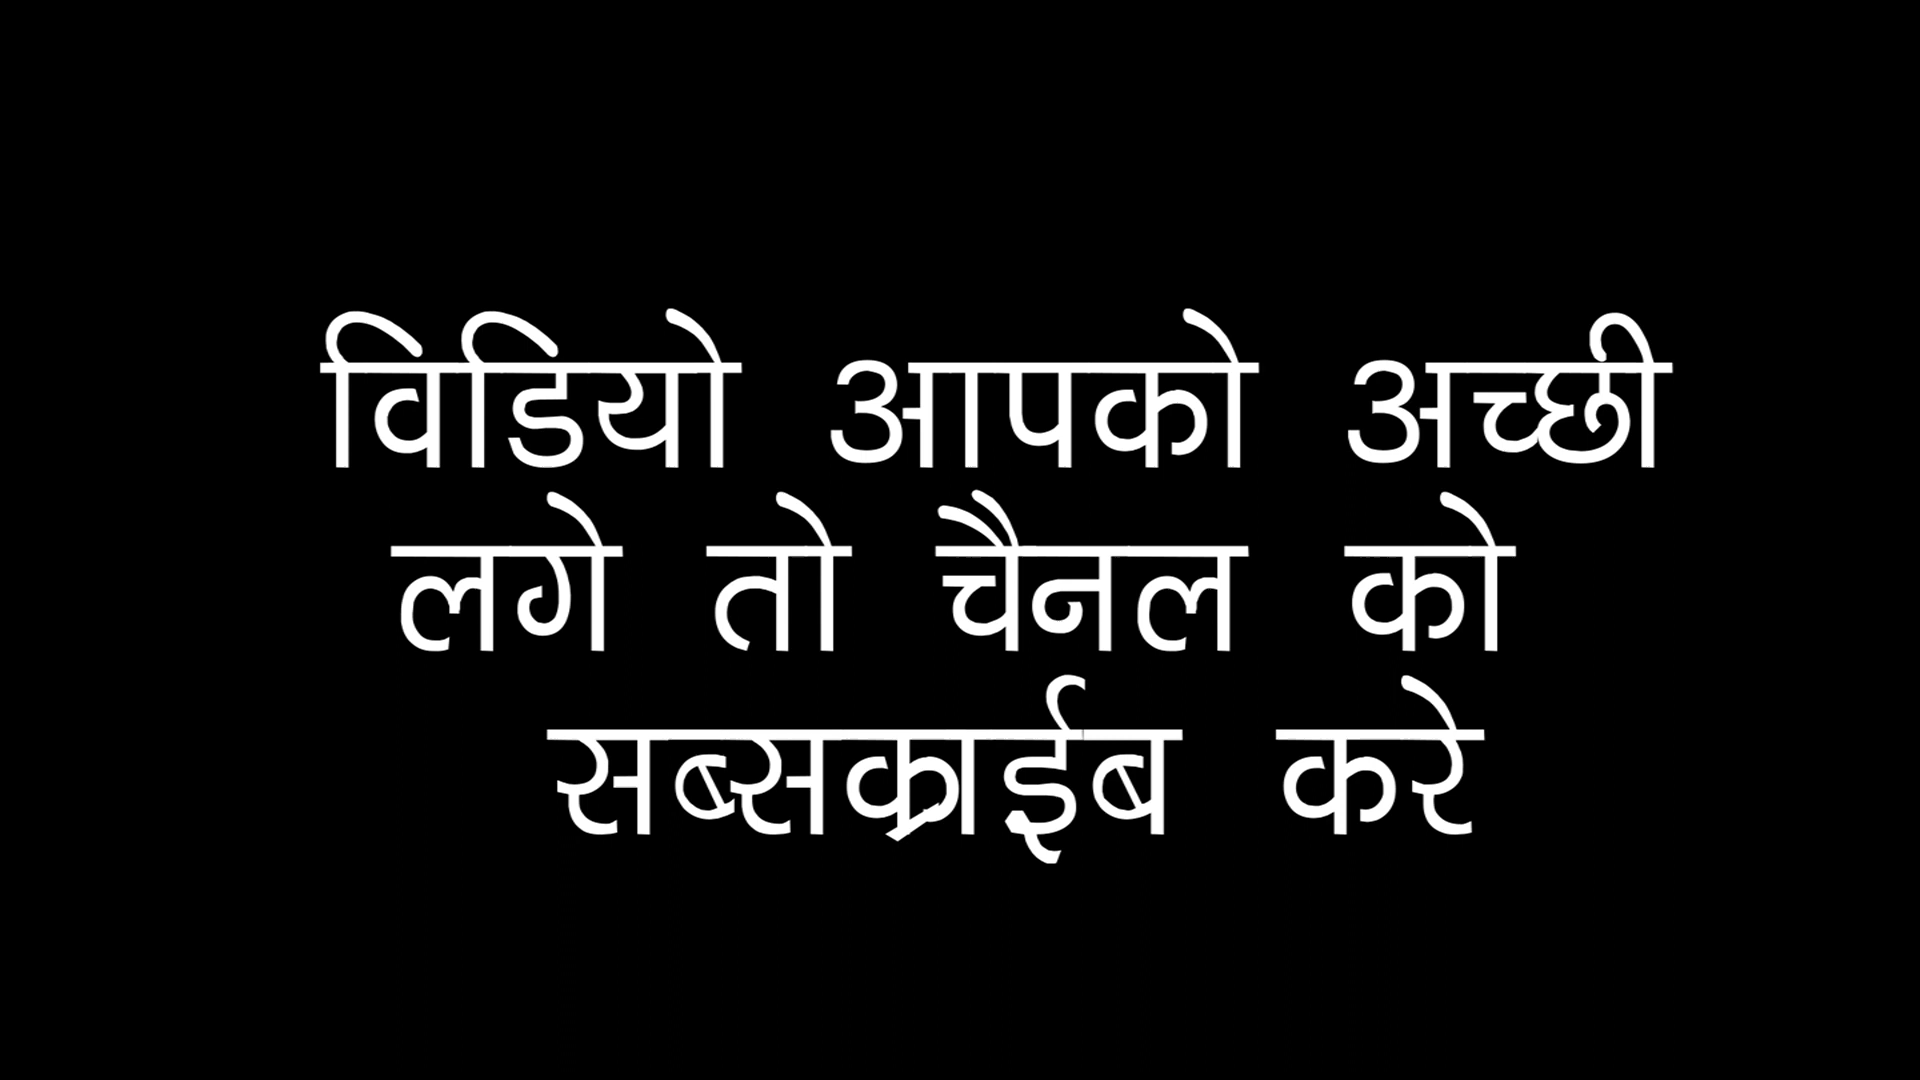 विडियो आपको अच्छी
लगे तो चैनल को
सब्सक्राईब करे